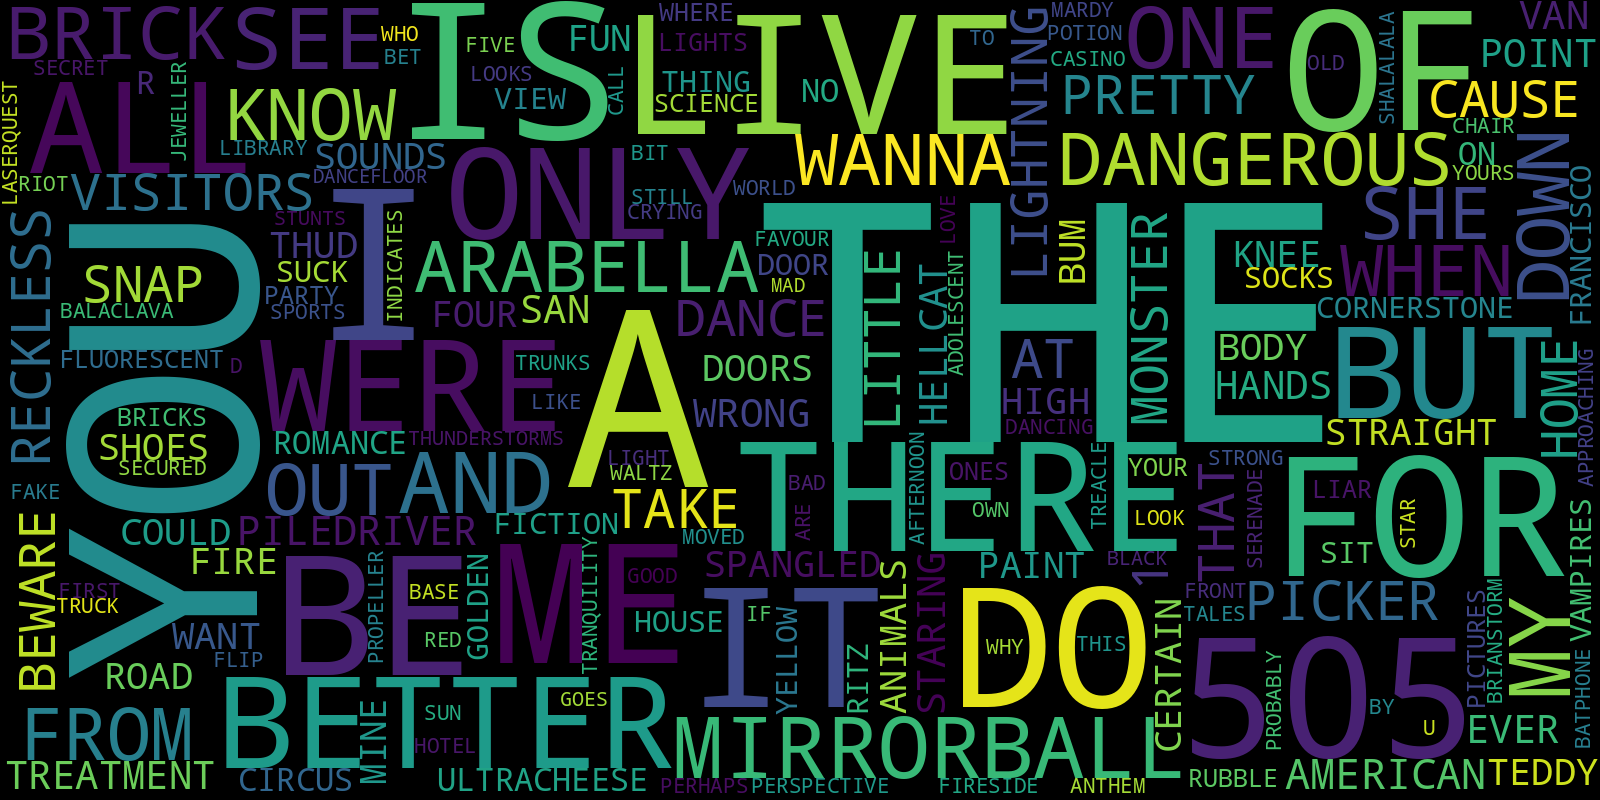 BRICK
SEE
WHO
IS
LIVE
OF
ONE
WHERE
MARDY
VAN
BET
FIVE
FUN
LIGHTS
TO
POTION
POINT
SECRET
R
LOOKS
VIEW
CALL
THING
SCIENCE
NO
LIGHTNING
CASINO
PRETTY
OLD
SHALALALA
CAUSE
LASERQUEST
ALL
JEWELLER
KNOW
LIBRARY
SOUNDS
DANCEFLOOR
ONLY
BIT
WANNA
DANGEROUS
CHAIR
ON
YOURS
DOWN
RIOT
VISITORS
I
STILL
CRYING
WORLD
SHE
FRANCISCO
RECKLESS
YOU
STUNTS
THUD
INDICATES
ARABELLA
FAVOUR
LOVE
THE
BUM
MONSTER
KNEE
WHEN
SNAP
SUCK
DOOR
MAD
LITTLE
SOCKS
BALACLAVA
PARTY
SPORTS
FOUR
SAN
DANCE
ADOLESCENT
HELLCAT
CORNERSTONE
FLUORESCENT
D
WERE
TRUNKS
A
DOORS
AT
BODY
HANDS
BUT
HOME
APPROACHING
BRICKS
SHOES
SECURED
LIKE
WRONG
HIGH
DANCING
STRAIGHT
ROMANCE
THUNDERSTORMS
LIGHT
WALTZ
THERE
AFTERNOON
ONES
TREACLE
YOUR
STRONG
FAKE
OUT
AND
TAKE
BAD
ARE
OWN
LOOK
THAT
SERENADE
LIAR
STAR
FOR
BEWARE
COULD
PILEDRIVER
FICTION
MOVED
SIT
VAMPIRES
FIRE
BE
ME
TRANQUILITY
SPANGLED
STARING
PAINT
BLACK
1
FIRST
TRUCK
PROPELLER
BASE
GOLDEN
GOOD
IT
ANIMALS
DO
FRONT
TALES
PICKER
PICTURES
BRIANSTORM
MY
WANT
FLIP
RED
HOUSE
IF
YELLOW
RITZ
WHY
THIS
CERTAIN
505
PROBABLY
BATPHONE
ROAD
BETTER
SUN
GOES
BY
U
FROM
MINE
HOTEL
MIRRORBALL
EVER
TREATMENT
CIRCUS
ULTRACHEESE
PERHAPS
PERSPECTIVE
FIRESIDE
ANTHEM
RUBBLE
AMERICAN
TEDDY